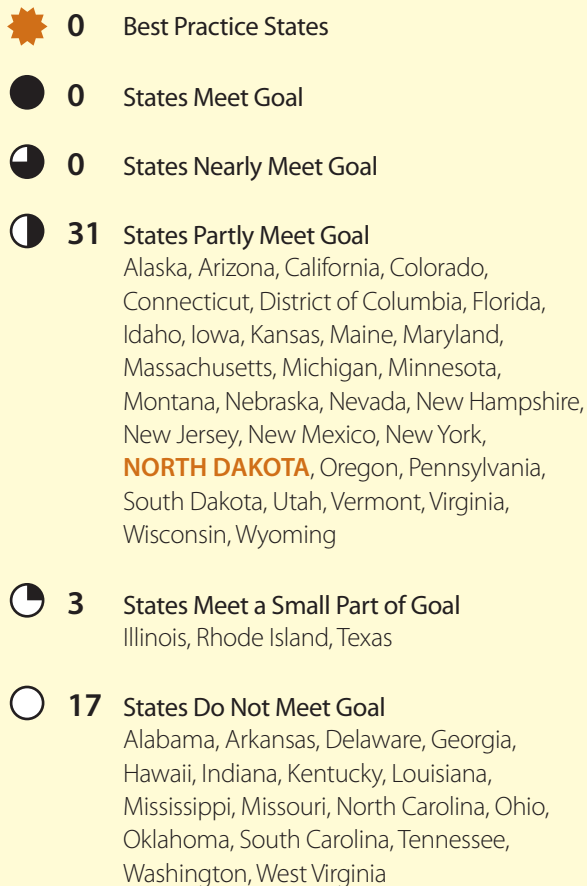 0 Best Practice States
0 States Meet Goal
0 States Nearly Meet Goal
31 States Partly Meet Goal
Alaska, Arizona, California, Colorado,
Connecticut, District of Columbia, Florida,
Idaho, Iowa, Kansas, Maine, Maryland,
Massachusetts, Michigan, Minnesota,
Montana, Nebraska, Nevada, New Hampshire,
New Jersey, New Mexico, New York,
NORTH DAKOTA, Oregon, Pennsylvania,
South Dakota, Utah, Vermont, Virginia,
Wisconsin, Wyoming
3 States Meet a Small Part of Goal
Illinois, Rhode Island, Texas
17 States Do Not Meet Goal
Alabama, Arkansas, Delaware, Georgia,
Hawaii, Indiana, Kentucky, Louisiana,
Mississippi, Missouri, North Carolina, Ohio,
Oklahoma, South Carolina, Tennessee,
Washington, West Virginia